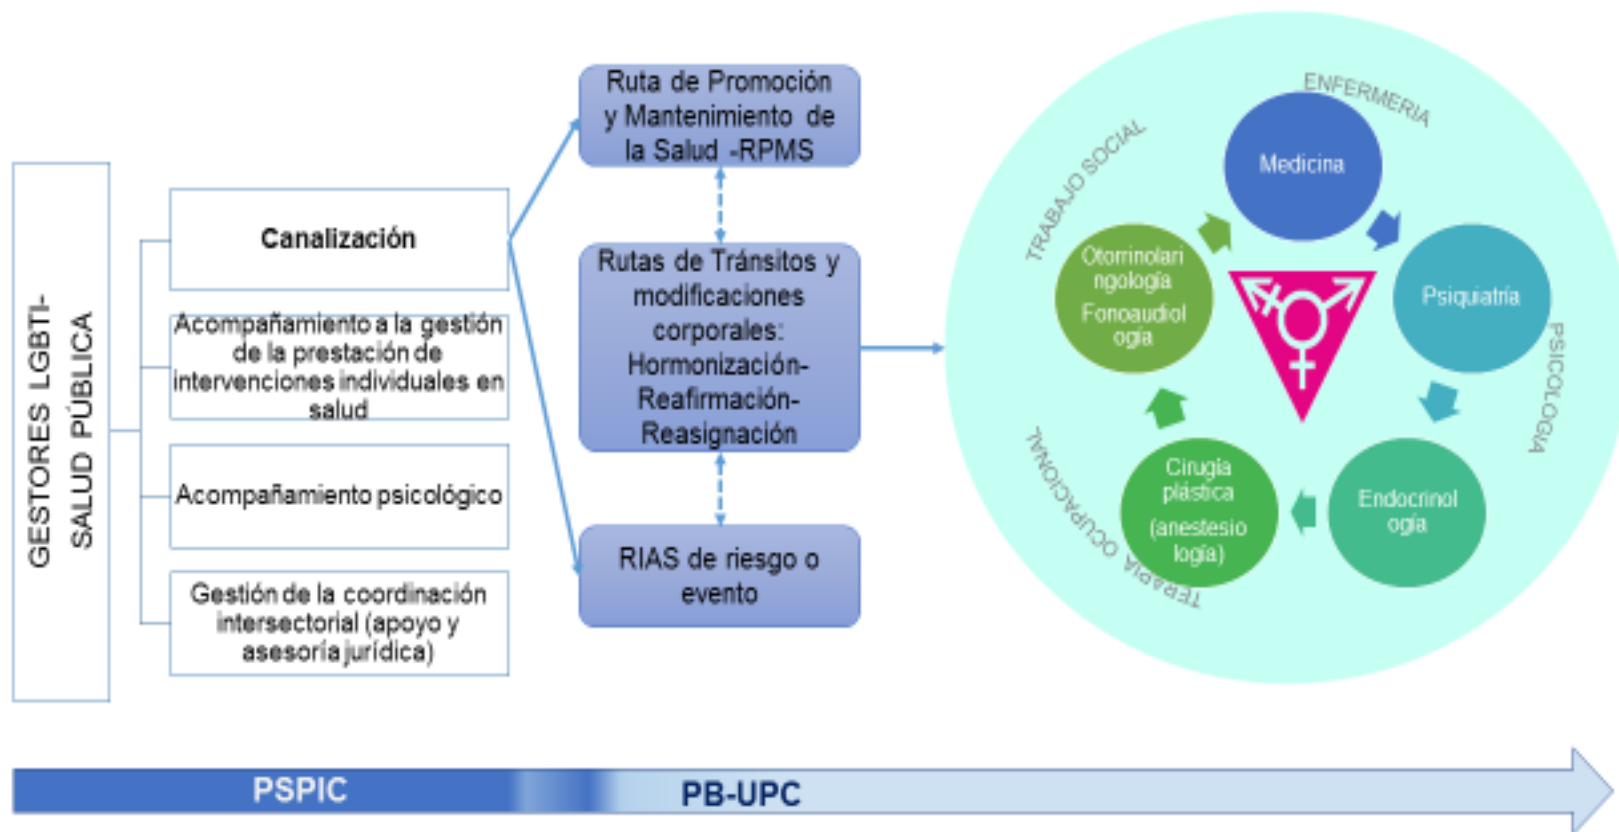 GESTORES LGBTI-
SALUD PÚBLICA
Canalización
Acompañamiento a la gestión
de la prestación de
intervenciones individuales en
salud
Acompañamiento psicológico
Gestión de la coordinación
intersectorial (apoyo y
asesoría jurídica)
Ruta de Promoción
y Mantenimiento de
la Salud -RPMS
Rutas de Tránsitos y
modificaciones
corporales:
Hormonización-
Reafirmación-
Reasignación
RIAS de riesgo o
evento
ENFERMERIA
TRABAJO SOCIAL
PSICOLOGIA
TERAPIA OCUPACIONAL
Medicina
Psiquiatría
Endocrinol
ogía
Cirugía
plástica
(anestesio
logía)
Otorrinolari
ngología
Fonoaudiol
ogía
PSPIC
PB-UPC